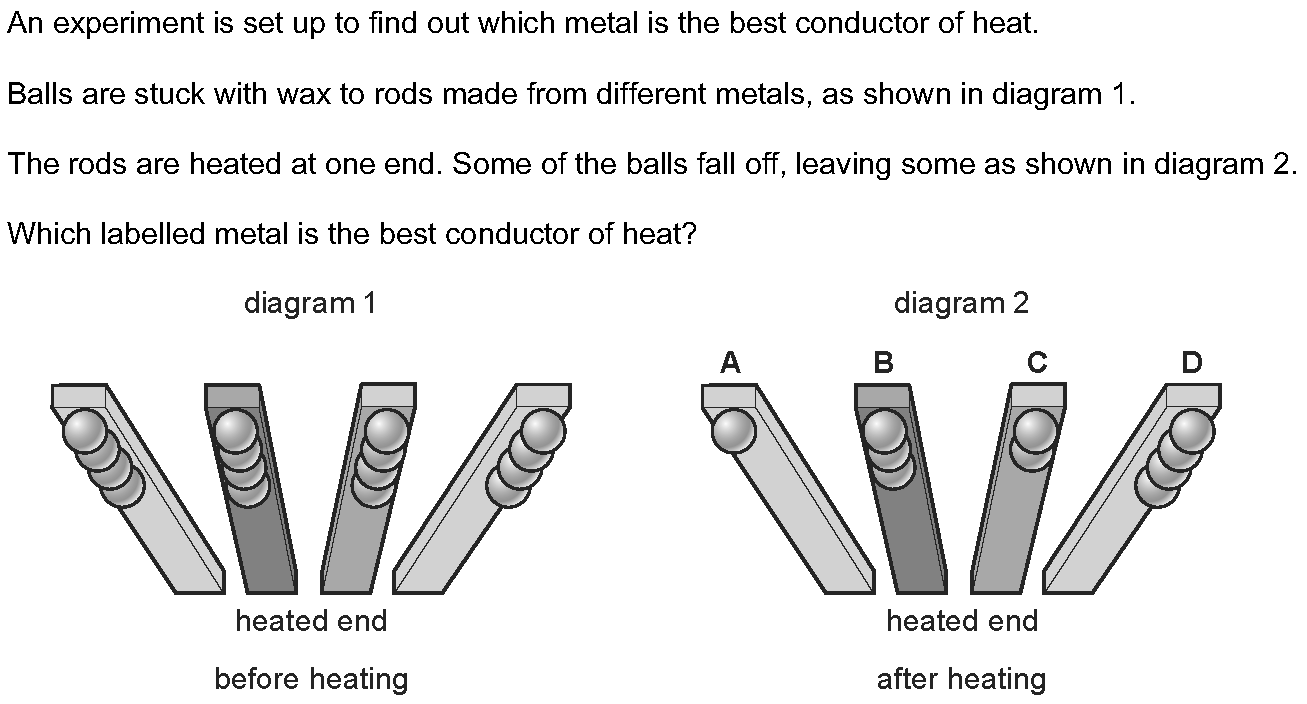 An experiment is set up to find out which metal is the best conductor of heat.
Balls are stuck with wax to rods made from different metals, as shown in diagram 1.
The rods are heated at one end. Some of the balls fall off, leaving some as shown in diagram 2.
Which labelled metal is the best conductor of heat?
diagram 1
diagram 2
A B C D
heated end
heated end
before heating
after heating